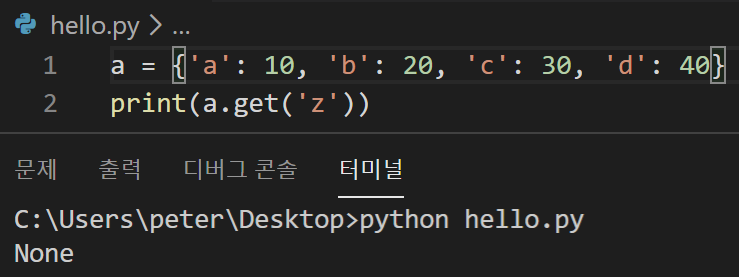 hello.py > ...
1 a = {'a': 10, 'b': 20, 'c': 30, 'd': 40}
2 print(a.get('z'))
문제 출력 디버그 콘솔 터미널
C:\Users\peter\Desktop>python hello.py
None